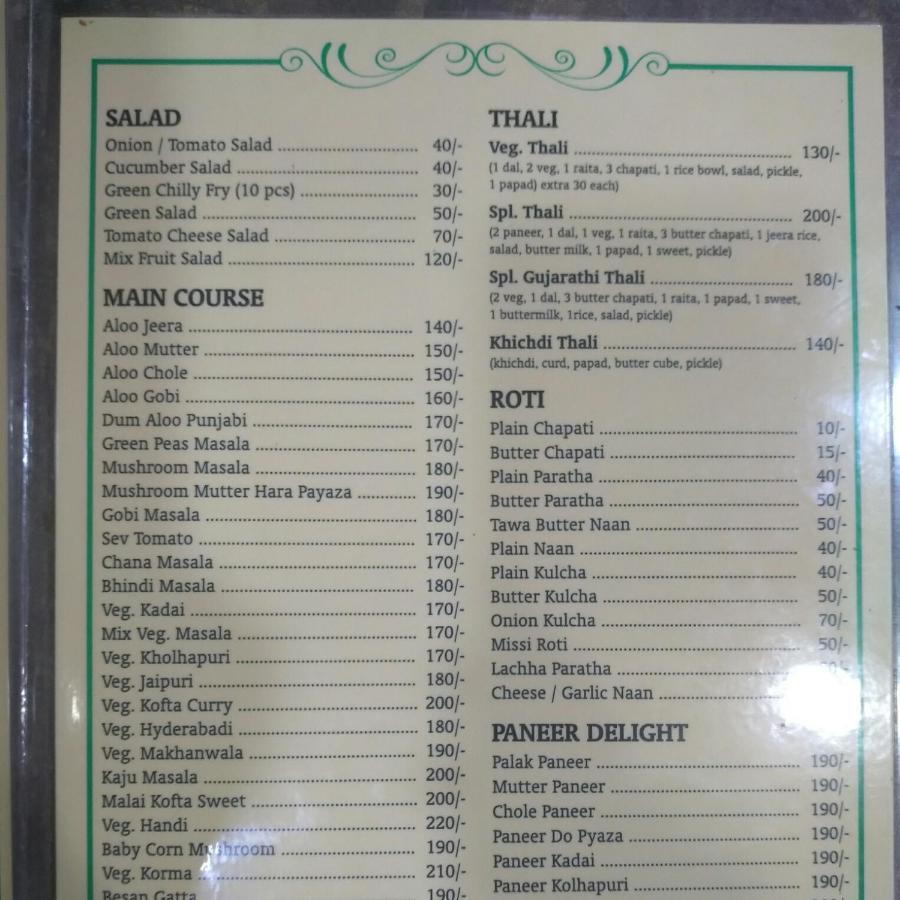 SALAD
Onion / Tomato Salad ........ 40/-
Cucumber Salad ........ 40/-
Green Chilly Fry (10 pcs) ........ 30/-
Green Salad ........ 50/-
Tomato Cheese Salad ........ 70/-
Mix Fruit Salad ........ 120/-
MAIN COURSE
Aloo Jeera ........ 140/-
Aloo Mutter ........ 150/-
Aloo Chole ........ 150/-
Aloo Gobi ........ 160/-
Dum Aloo Punjabi ........ 170/-
Green Peas Masala ........ 170/-
Mushroom Masala ........ 180/-
Mushroom Mutter Hara Payaza ........ 190/-
Gobi Masala ........ 180/-
Sev Tomato ........ 170/-
Chana Masala ........ 170/-
Bhindi Masala ........ 180/-
Veg. Kadai ........ 170/-
Mix Veg. Masala ........ 170/-
Veg. Kholhapuri ........ 170/-
Veg. Jaipuri ........ 180/-
Veg. Kofta Curry ........ 200/-
Veg. Hyderabadi ........ 180/-
Veg. Makhanwala ........ 190/-
Kaju Masala ........ 200/-
Malai Kofta Sweet ........ 200/-
Veg. Handi ........ 220/-
Baby Corn Mushroom ........ 190/-
Veg. Korma ........ 210/-
Besan Gatta ........ 190/-
THALI
Veg. Thali ........ 130/-
(1 dal, 2 veg, 1 raita, 3 chapati, 1 rice bowl, salad, pickle,
1 papad) extra 30 each)
Spl. Thali ........ 200/-
(2 paneer, 1 dal, 1 veg, 1 raita, 3 butter chapati, 1 jeera rice,
salad, butter milk, 1 papad, 1 sweet, pickle)
Spl. Gujarathi Thali ........ 180/-
(2 veg, 1 dal, 3 butter chapati, 1 raita, 1 papad, 1 sweet,
1 buttermilk, 1rice, salad, pickle)
Khichdi Thali ........ 140/-
(khichdi, curd, papad, butter cube, pickle)
ROTI
Plain Chapati ........ 10/-
Butter Chapati ........ 15/-
Plain Paratha ........ 40/-
Butter Paratha ........ 50/-
Tawa Butter Naan ........ 50/-
Plain Naan ........ 40/-
Plain Kulcha ........ 40/-
Butter Kulcha ........ 50/-
Onion Kulcha ........ 70/-
Missi Roti ........ 50/-
Lachha Paratha ........
Cheese / Garlic Naan ........
PANEER DELIGHT
Palak Paneer ........ 190/-
Mutter Paneer ........ 190/-
Chole Paneer ........ 190/-
Paneer Do Pyaza ........ 190/-
Paneer Kadai ........ 190/-
Paneer Kolhapuri ........ 190/-